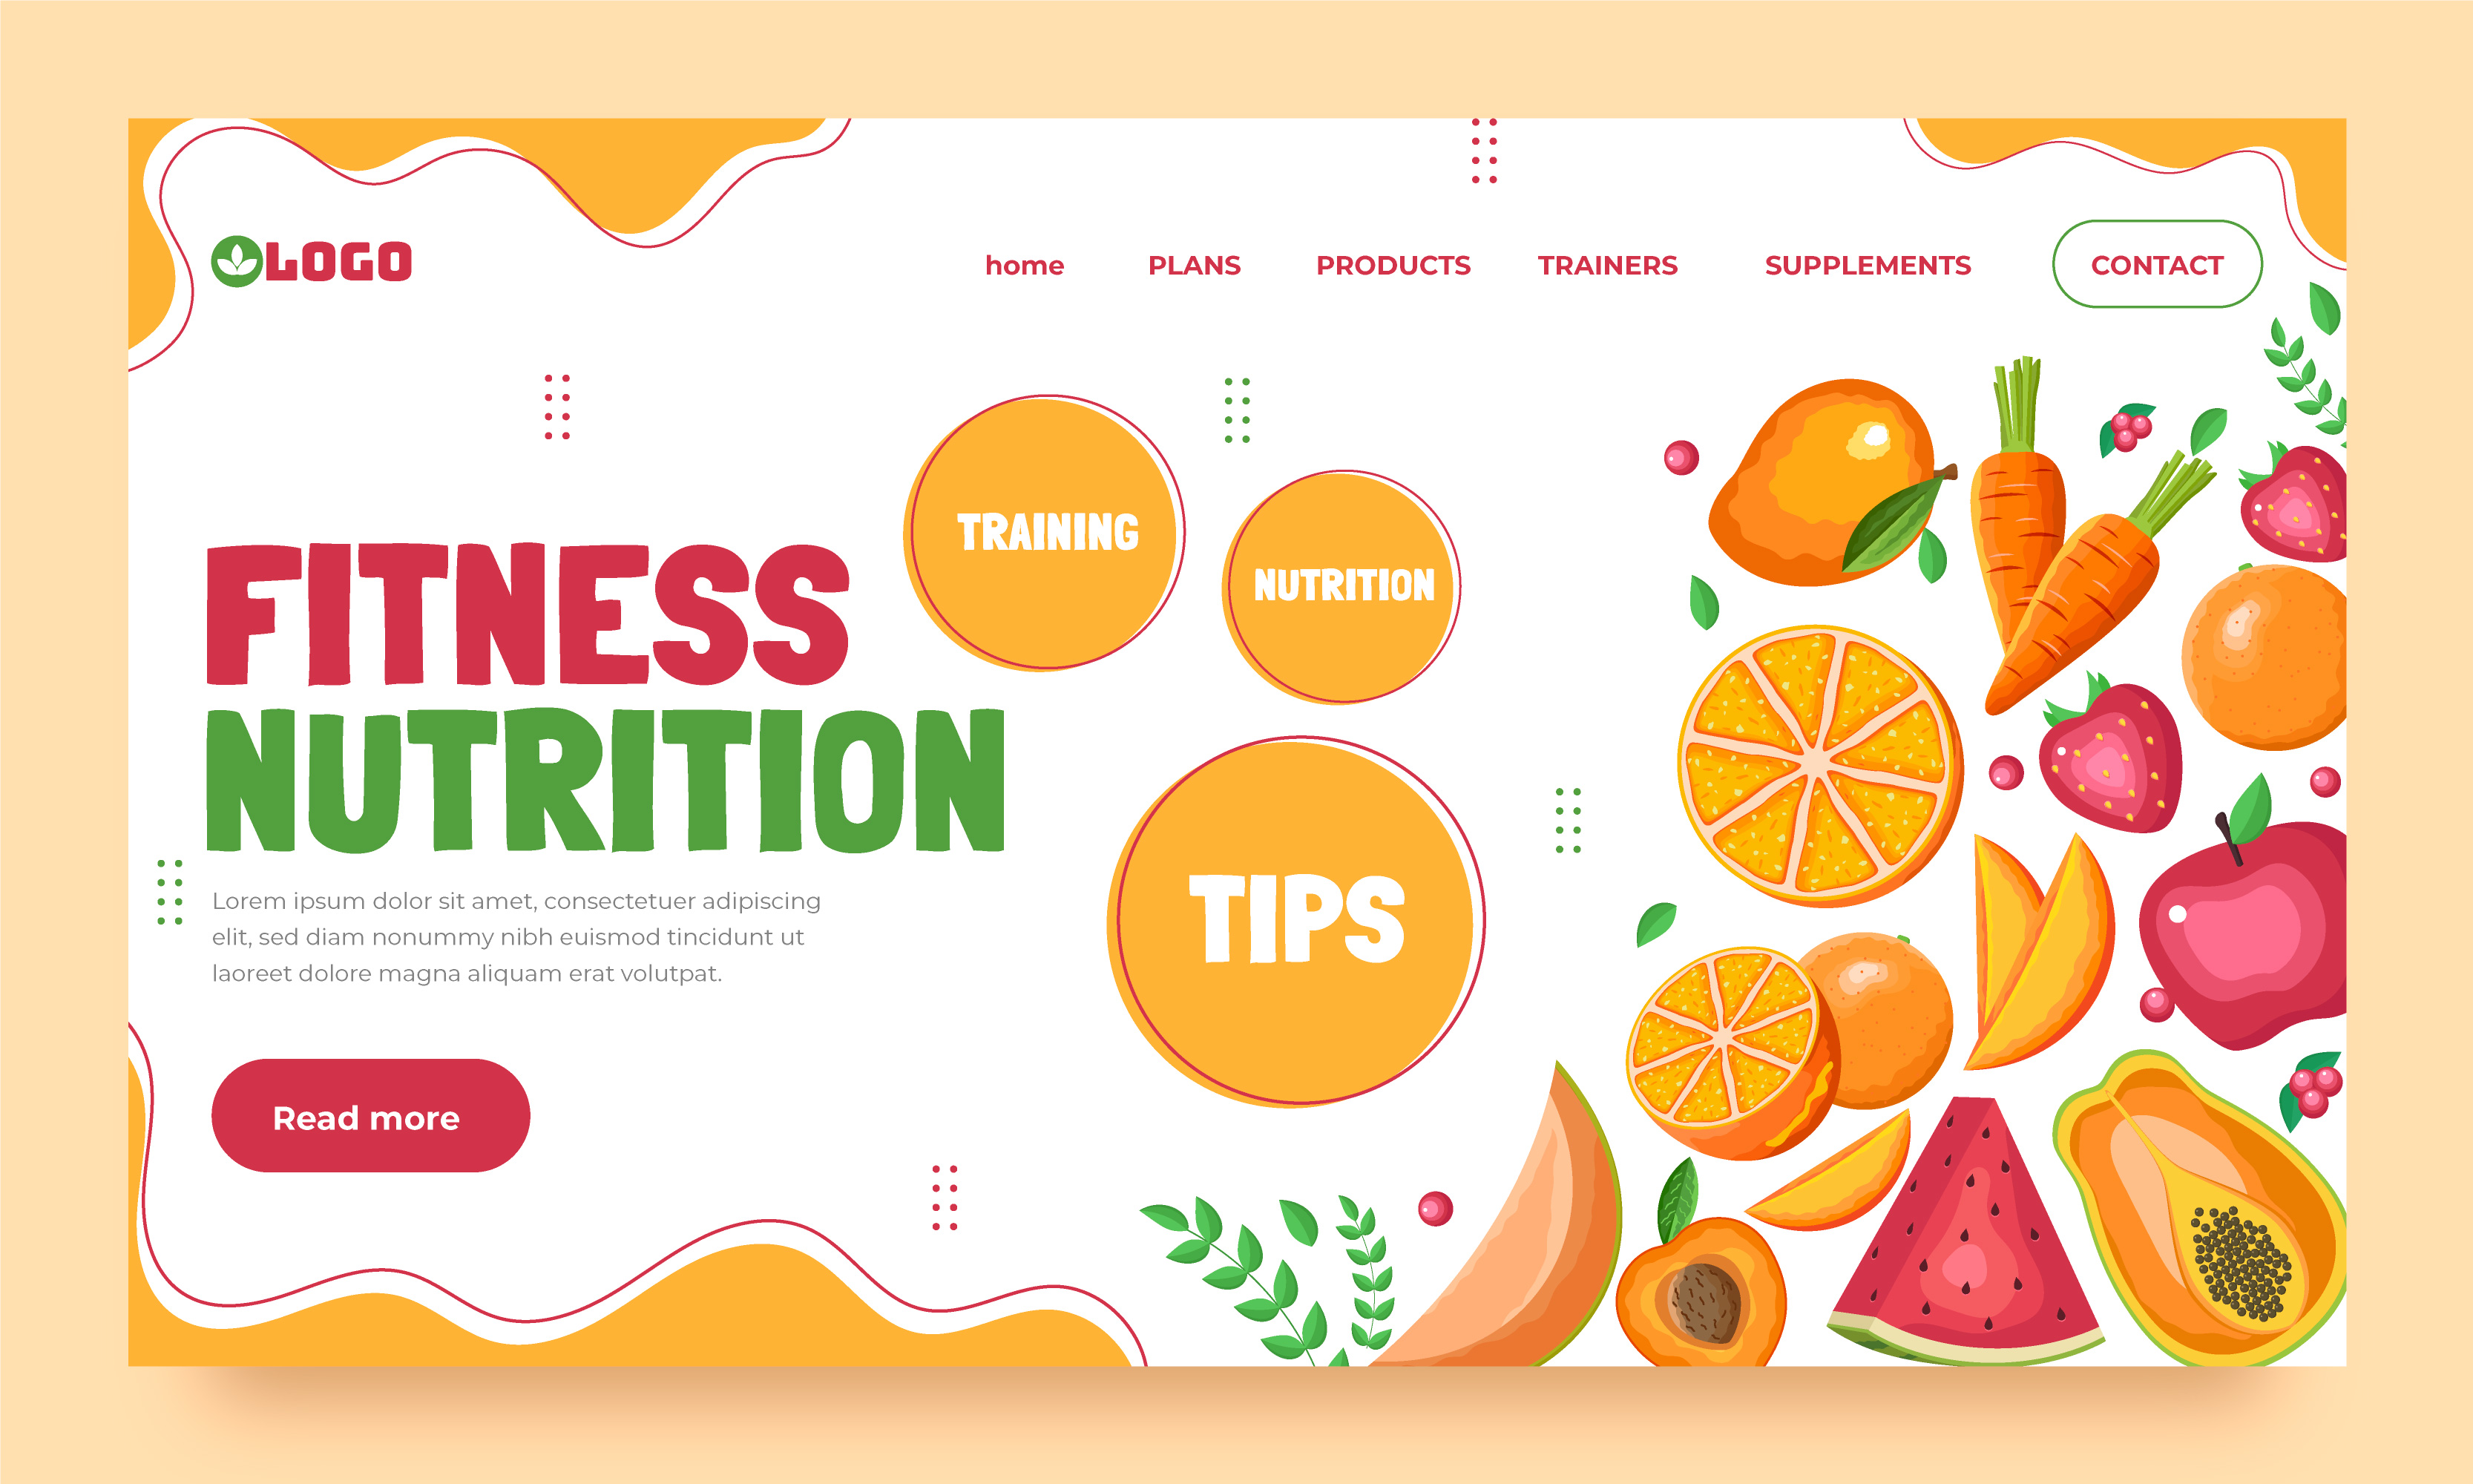 LOGO
home PLANS PRODUCTS TRAINERS SUPPLEMENTS CONTACT
TRAINING
NUTRITION
FITNESS
NUTRITION
TIPS
Lorem ipsum dolor sit amet, consectetuer adipiscing
elit, sed diam nonummy nibh euismod tincidunt ut
laoreet dolore magna aliquam erat volutpat.
Read more